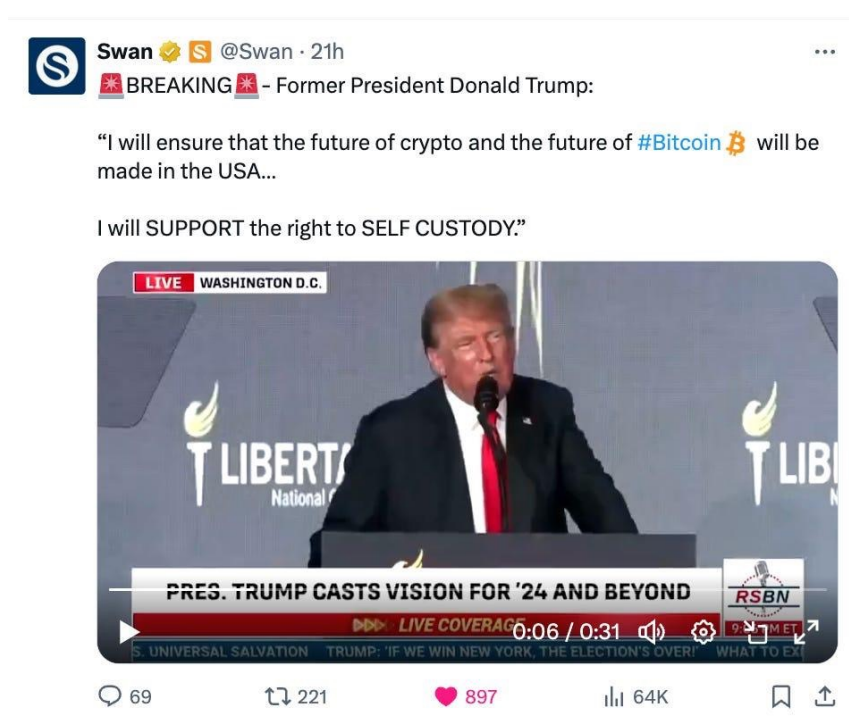 Swan @Swan · 21h
BREAKING - Former President Donald Trump:
“I will ensure that the future of crypto and the future of #Bitcoin will be
made in the USA...
I will SUPPORT the right to SELF CUSTODY.”
LIVE WASHINGTON D.C.
LIBERTA LIB
National
PRES. TRUMP CASTS VISION FOR '24 AND BEYOND
RSBN
LIVE COVERAGE 0:06 / 0:31
M ET
S. UNIVERSAL SALVATION TRUMP: 'IF WE WIN NEW YORK, THE ELECTION'S OVER!' WHAT TO EX
69 221 897 64K